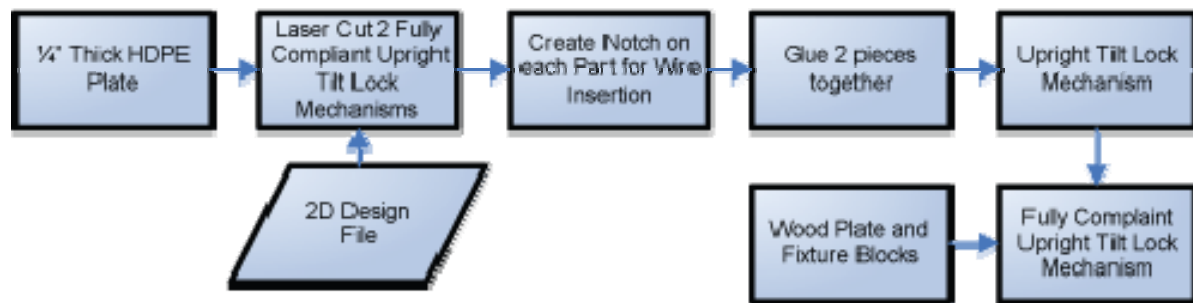 ¼" Thick HDPE
Plate
Laser Cut 2 Fully
Compliant Upright
Tilt Lock
Mechanisms
Create Notch on
each Part for Wire
Insertion
Glue 2 pieces
together
Upright Tilt Lock
Mechanism
2D Design
File
Wood Plate and
Fixture Blocks
Fully Complaint
Upright Tilt Lock
Mechanism